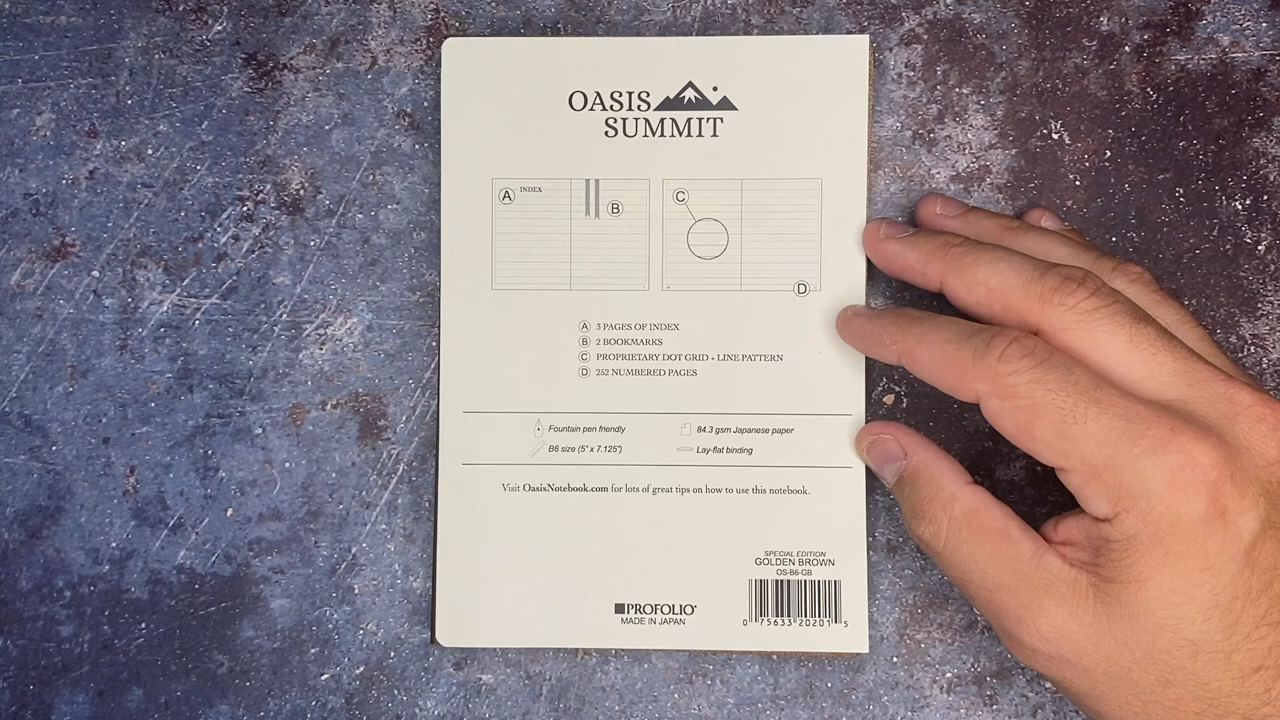 OASIS
SUMMIT
A INDEX
B
C
D
A 3 PAGES OF INDEX
B 2 BOOKMARKS
C PROPRIETARY DOT GRID + LINE PATTERN
D 252 NUMBERED PAGES
Fountain pen friendly
84.3 gsm Japanese paper
B6 size (5" x 7.125")
Lay-flat binding
Visit OasisNotebook.com for lots of great tips on how to use this notebook.
SPECIAL EDITION
GOLDEN BROWN
OS-B6-GB
PROFOLIO
MADE IN JAPAN
0 75633 20201 5